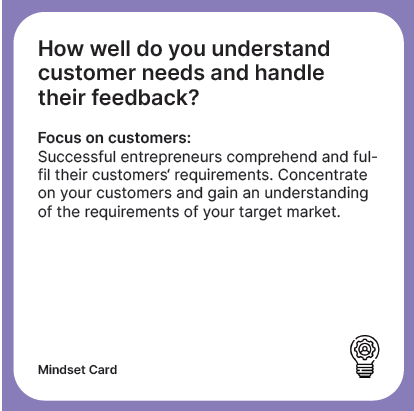 How well do you understand
customer needs and handle
their feedback?
Focus on customers:
Successful entrepreneurs comprehend and ful-
fil their customers‘ requirements. Concentrate
on your customers and gain an understanding
of the requirements of your target market.
Mindset Card